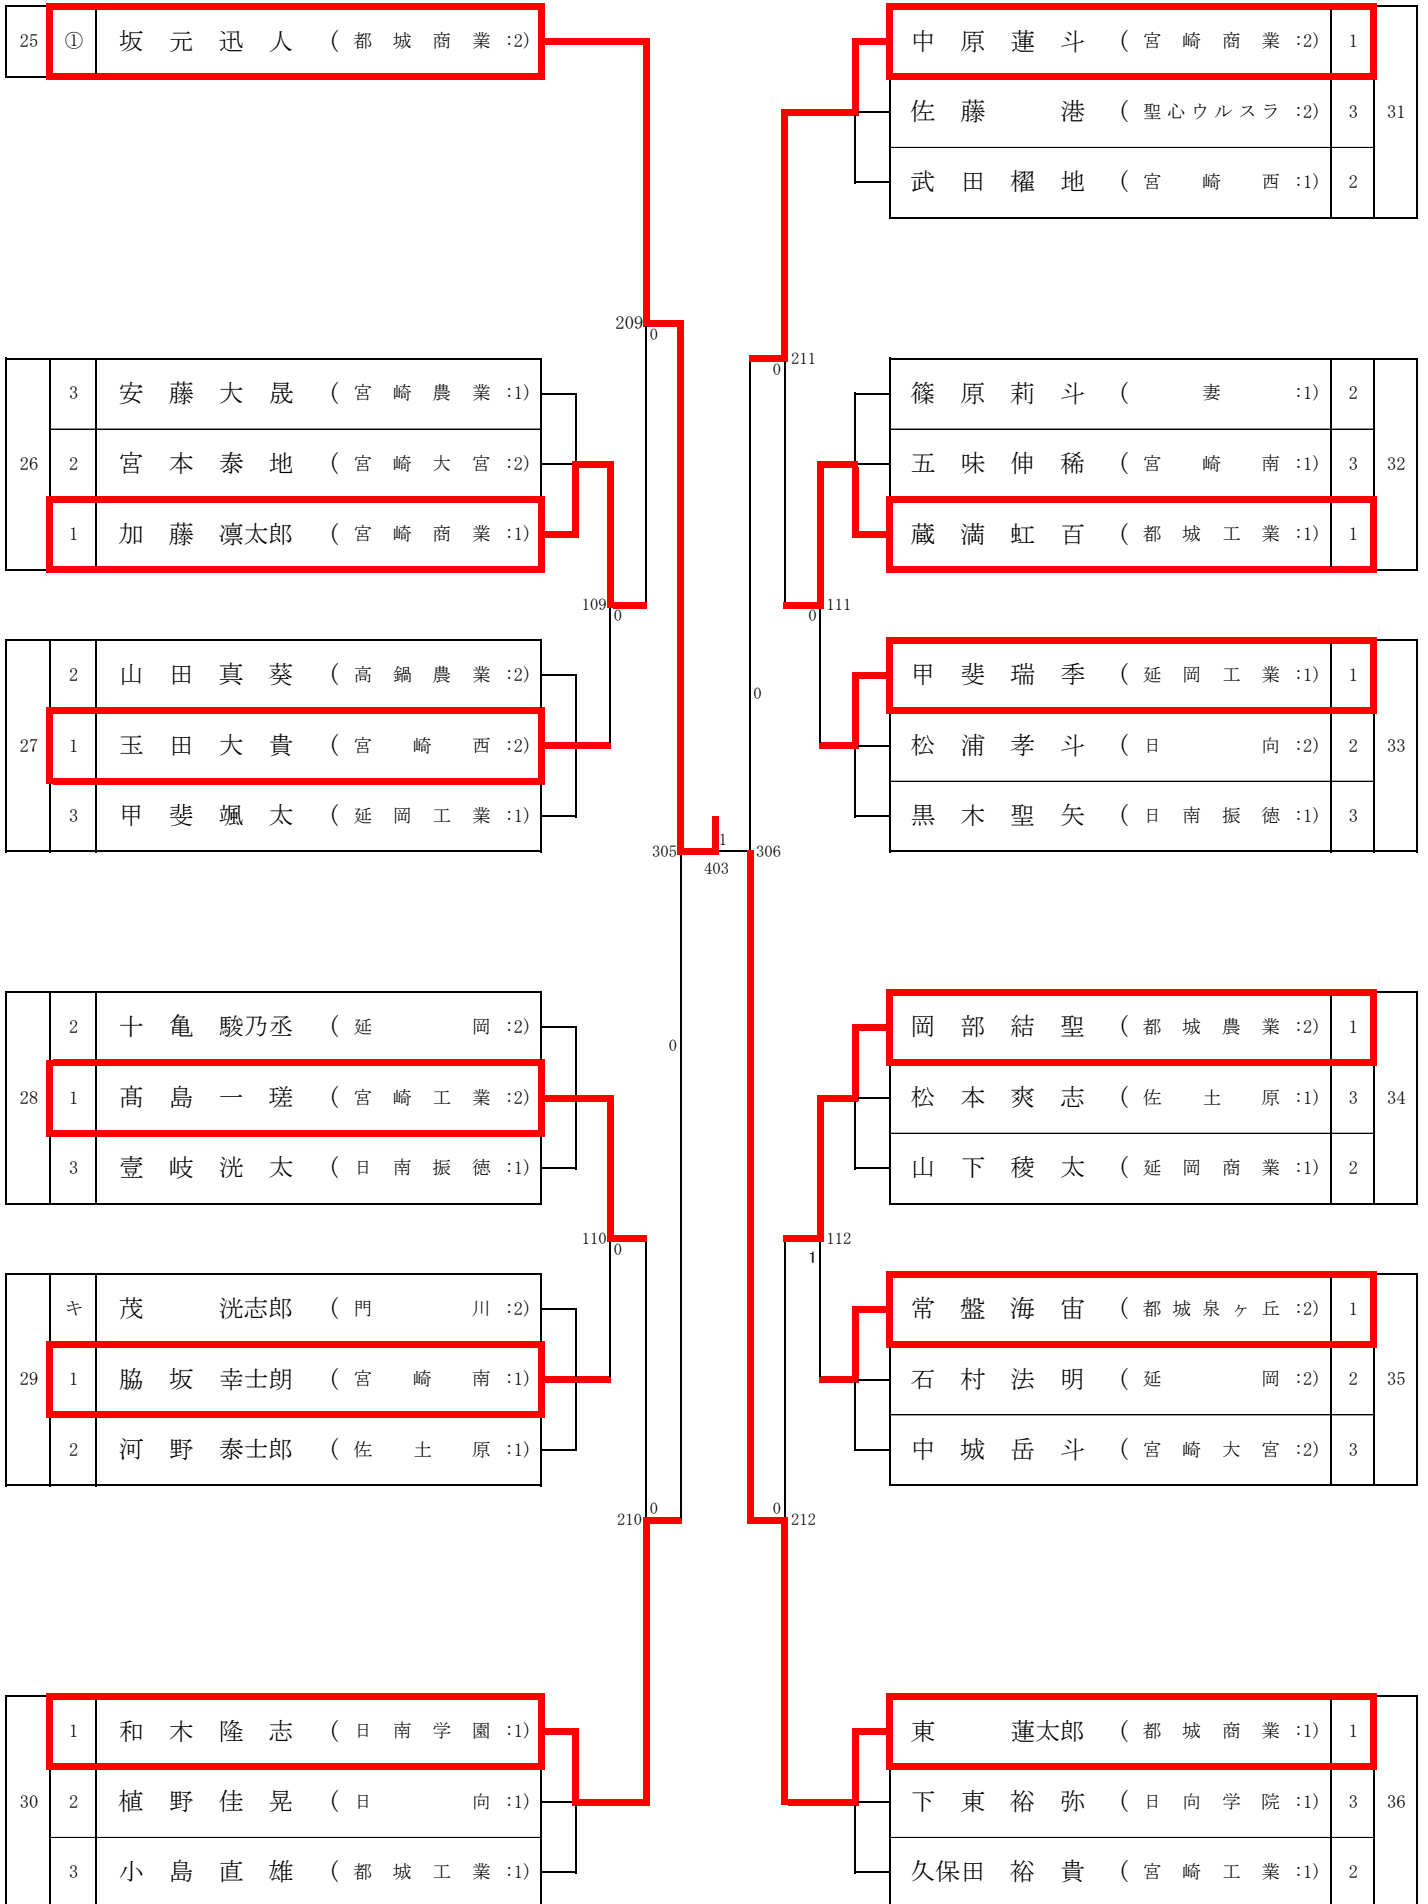 25 ① 坂元迅人 (都城商業:2)
209
0
26
3 安藤大晟 (宮崎農業:1)
2 宮本泰地 (宮崎大宮:2)
1 加藤凛太郎 (宮崎商業:1)
109
0
27
2 山田真葵 (高鍋農業:2)
1 玉田大貴 (宮崎西:2)
3 甲斐颯太 (延岡工業:1)
305
1
403
306
0
0
28
2 十亀駿乃丞 (延岡:2)
1 髙島一瑳 (宮崎工業:2)
3 壹岐洸太 (日南振徳:1)
110
0
29
キ 茂洸志郎 (門川:2)
1 脇坂幸士朗 (宮崎南:1)
2 河野泰士郎 (佐土原:1)
210
0
30
1 和木隆志 (日南学園:1)
2 植野佳晃 (日向:1)
3 小島直雄 (都城工業:1)
中原蓮斗 (宮崎商業:2) 1
佐藤港 (聖心ウルスラ:2) 3
武田櫂地 (宮崎西:1) 2
31
211
0
篠原莉斗 (妻:1) 2
五味伸稀 (宮崎南:1) 3
蔵満虹百 (都城工業:1) 1
32
111
0
甲斐瑞季 (延岡工業:1) 1
松浦孝斗 (日向:2) 2
黒木聖矢 (日南振徳:1) 3
33
岡部結聖 (都城農業:2) 1
松本爽志 (佐土原:1) 3
山下稜太 (延岡商業:1) 2
34
112
1
常盤海宙 (都城泉ヶ丘:2) 1
石村法明 (延岡:2) 2
中城岳斗 (宮崎大宮:2) 3
35
0
212
東蓮太郎 (都城商業:1) 1
下東裕弥 (日向学院:1) 3
久保田裕貴 (宮崎工業:1) 2
36